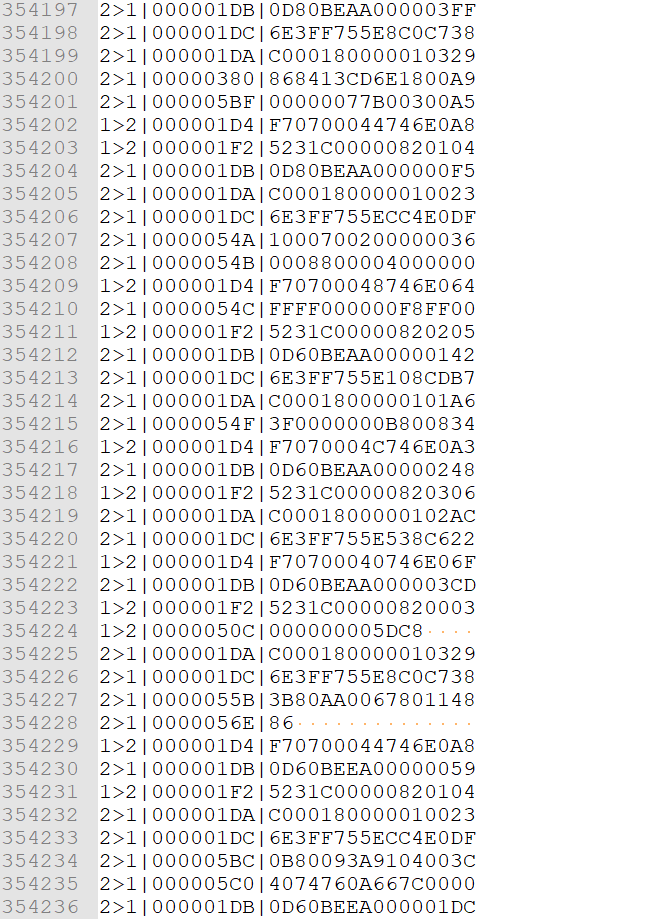 354197 2>1|000001DB|0D80BEAA000003FF
354198 2>1|000001DC|6E3FF755E8C0C738
354199 2>1|000001DA|C000180000010329
354200 2>1|00000380|868413CD6E1800A9
354201 2>1|000005BF|00000077B00300A5
354202 1>2|000001D4|F70700044746E0A8
354203 1>2|000001F2|5231C00000820104
354204 2>1|000001DB|0D80BEAA000000F5
354205 2>1|000001DA|C000180000010023
354206 2>1|000001DC|6E3FF755ECC4E0DF
354207 2>1|0000054A|1000700200000036
354208 2>1|0000054B|0008800004000000
354209 1>2|000001D4|F70700048746E064
354210 2>1|0000054C|FFFF000000F8FF00
354211 1>2|000001F2|5231C00000820205
354212 2>1|000001DB|0D60BEAA00000142
354213 2>1|000001DC|6E3FF755E108CDB7
354214 2>1|000001DA|C0001800000101A6
354215 2>1|0000054F|3F0000000B800834
354216 1>2|000001D4|F7070004C746E0A3
354217 2>1|000001DB|0D60BEAA00000248
354218 1>2|000001F2|5231C00000820306
354219 2>1|000001DA|C0001800000102AC
354220 2>1|000001DC|6E3FF755E538C622
354221 1>2|000001D4|F70700040746E06F
354222 2>1|000001DB|0D60BEAA000003CD
354223 1>2|000001F2|5231C00000820003
354224 1>2|0000050C|000000005DC8····
354225 2>1|000001DA|C000180000010329
354226 2>1|000001DC|6E3FF755E8C0C738
354227 2>1|0000055B|3B80AA0067801148
354228 2>1|0000056E|86··············
354229 1>2|000001D4|F70700044746E0A8
354230 2>1|000001DB|0D60BEEA00000059
354231 1>2|000001F2|5231C00000820104
354232 2>1|000001DA|C000180000010023
354233 2>1|000001DC|6E3FF755ECC4E0DF
354234 2>1|000005BC|0B80093A9104003C
354235 2>1|000005C0|4074760A667C0000
354236 2>1|000001DB|0D60BEEA000001DC